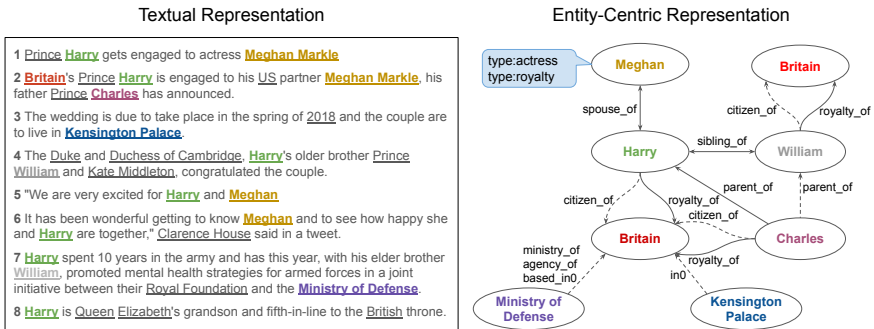 Textual Representation
1 Prince Harry gets engaged to actress Meghan Markle
2 Britain's Prince Harry is engaged to his US partner Meghan Markle, his
father Prince Charles has announced.
3 The wedding is due to take place in the spring of 2018 and the couple are
to live in Kensington Palace.
4 The Duke and Duchess of Cambridge, Harry's older brother Prince
William and Kate Middleton, congratulated the couple.
5 "We are very excited for Harry and Meghan
6 It has been wonderful getting to know Meghan and to see how happy she
and Harry are together," Clarence House said in a tweet.
7 Harry spent 10 years in the army and has this year, with his elder brother
William, promoted mental health strategies for armed forces in a joint
initiative between their Royal Foundation and the Ministry of Defense.
8 Harry is Queen Elizabeth's grandson and fifth-in-line to the British throne.
Entity-Centric Representation
type:actress
type:royalty
Meghan
Britain
spouse_of
citizen_of
royalty_of
Harry
sibling_of
William
parent_of
parent_of
citizen_of
royalty_of
citizen_of
Britain
Charles
royalty_of
ministry_of
agency_of
based_in0
in0
Ministry of
Defense
Kensington
Palace